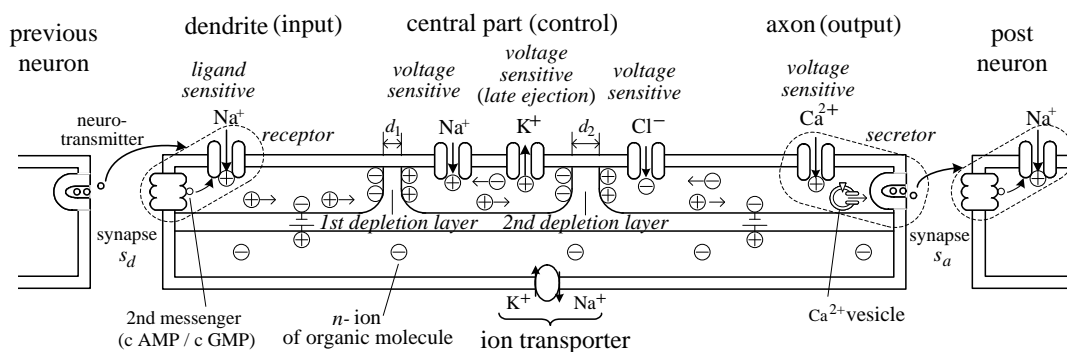 previous
neuron
dendrite (input)
central part (control)
axon (output)
post
neuron
ligand
sensitive
voltage
sensitive
voltage
sensitive
(late ejection)
voltage
sensitive
voltage
sensitive
neuro-
transmitter
Na+
receptor
d1
Na+
K+
d2
Cl−
Ca2+
secretor
Na+
1st depletion layer
2nd depletion layer
synapse
sd
synapse
sa
2nd messenger
(c AMP / c GMP)
n- ion
of organic molecule
K+
Na+
ion transporter
Ca2+ vesicle